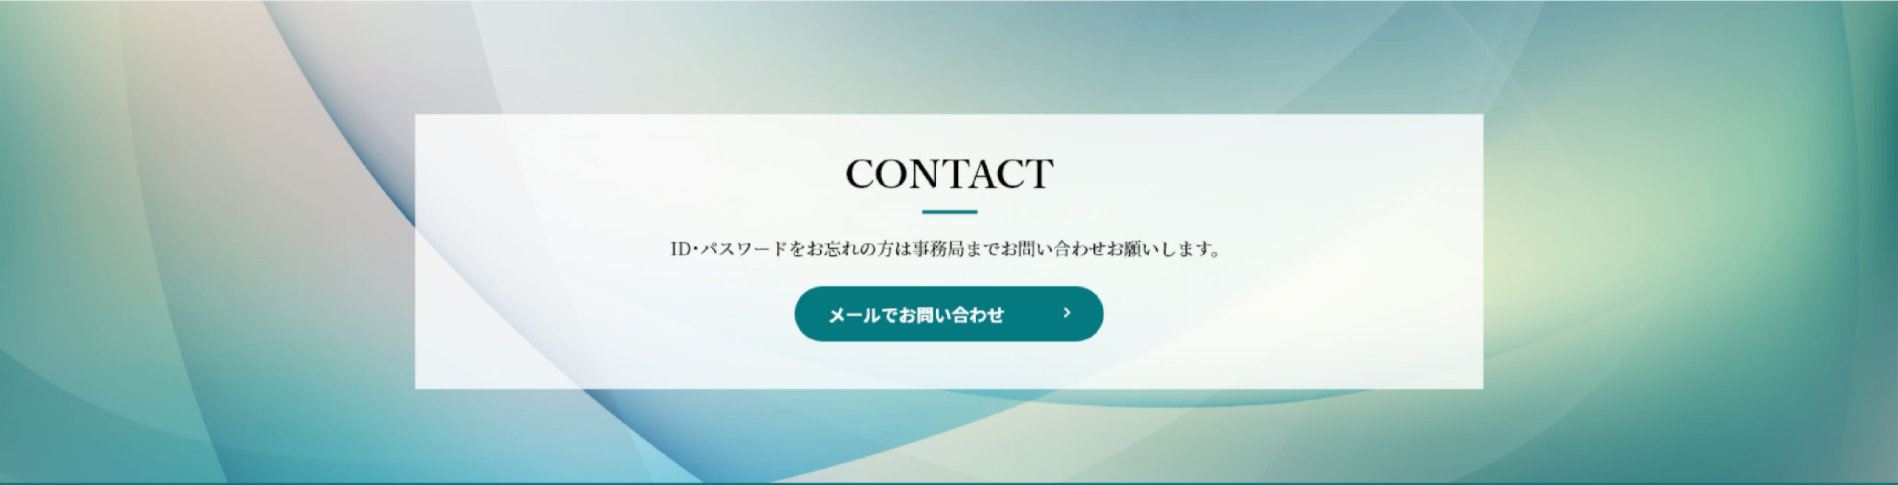 CONTACT
ID･パスワードをお忘れの方は事務局までお問い合わせお願いします。
メールでお問い合わせ